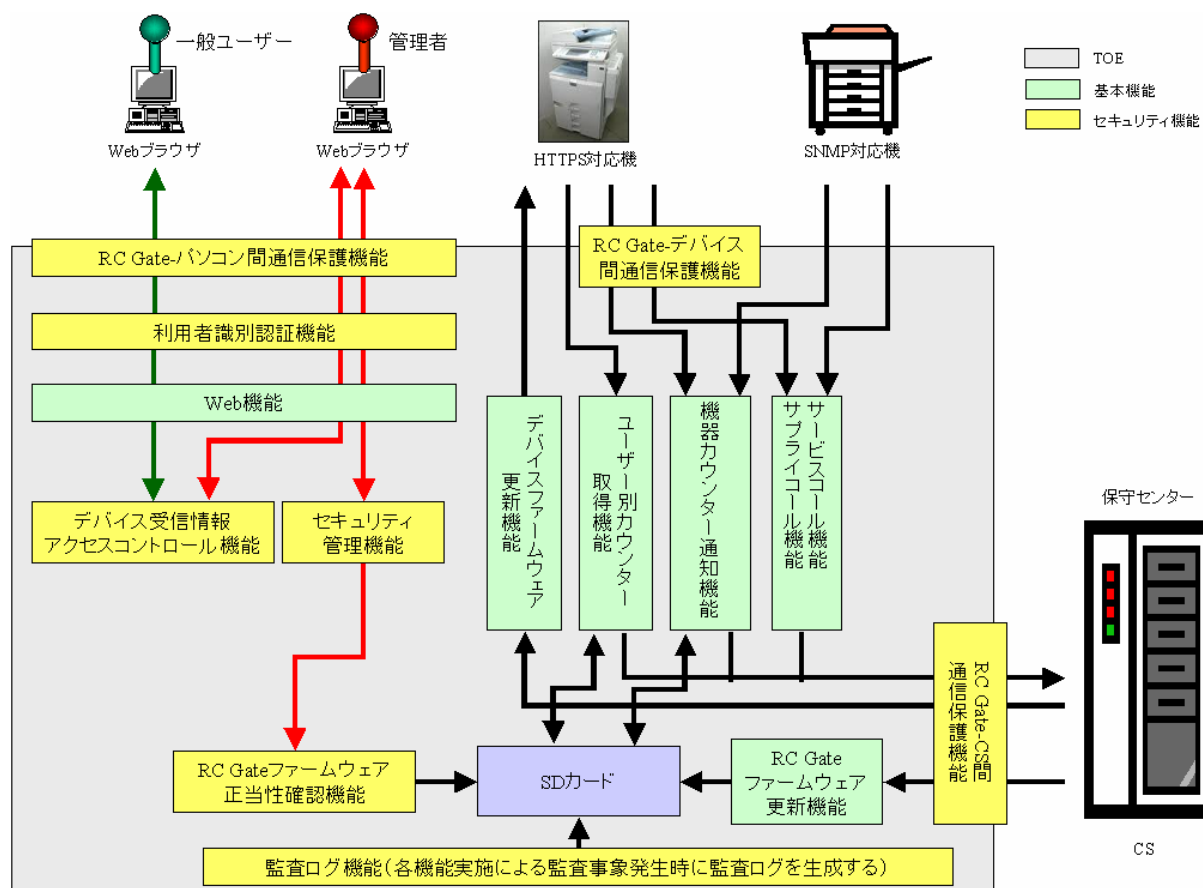 一般ユーザー
管理者
Webブラウザ
Webブラウザ
HTTPS対応機
SNMP対応機
TOE
基本機能
セキュリティ機能
RC Gate-パソコン間通信保護機能
RC Gate-デバイス
間通信保護機能
利用者識別認証機能
Web機能
デバイス受信情報
アクセスコントロール機能
セキュリティ
管理機能
デバイスファームウェア
更新機能
ユーザー別カウンター
取得機能
機器カウンター通知機能
サービスコール機能
サプライコール機能
保守センター
RC Gate-CS間
通信保護機能
RC Gateファームウェア
正当性確認機能
SDカード
RC Gate
ファームウェア
更新機能
CS
監査ログ機能(各機能実施による監査事象発生時に監査ログを生成する)